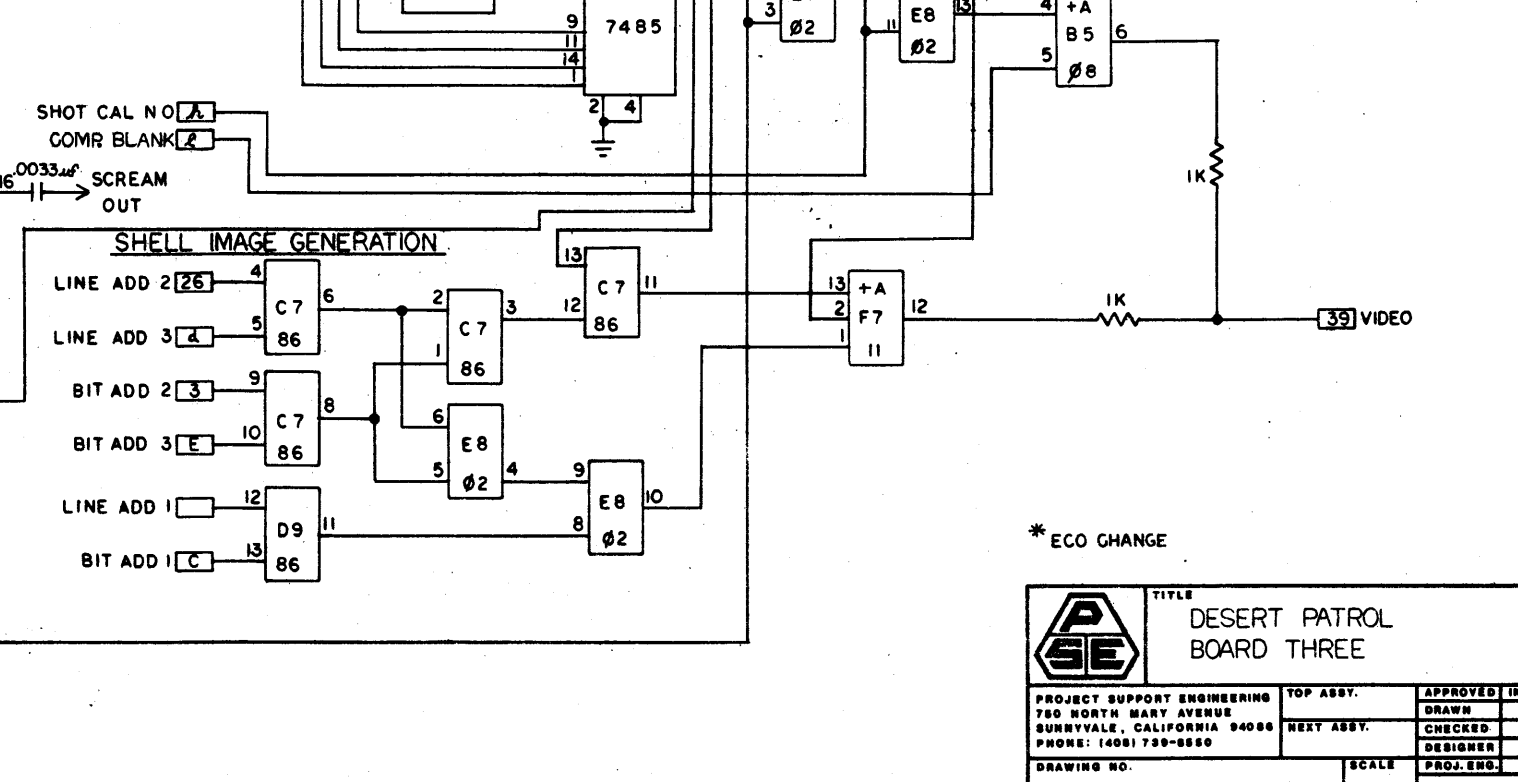 3
Ø2
11
E8
Ø2
13
4
+A
B5
5
Ø8
6
9
11
14
1
7485
2 4
SHOT CAL NO h
COMP BLANK
16 .0033uf
SCREAM
OUT
1K
SHELL IMAGE GENERATION
LINE ADD 2 26
LINE ADD 3 d
BIT ADD 2 3
BIT ADD 3 E
LINE ADD 1
BIT ADD 1 C
4
5
C7
86
6
9
10
C7
86
8
12
13
D9
86
11
2
1
C7
86
3
6
5
E8
Ø2
4
13
12
C7
86
11
9
8
E8
Ø2
10
13
2
1
+A
F7
11
12
1K
39 VIDEO
* ECO CHANGE
PSE
TITLE
DESERT PATROL
BOARD THREE
PROJECT SUPPORT ENGINEERING
750 NORTH MARY AVENUE
SUNNYVALE, CALIFORNIA 94086
PHONE: (408) 739-8550
TOP ASSY.
NEXT ASSY.
APPROVED
DRAWN
CHECKED
DESIGNER
PROJ. ENG.
DRAWING NO.
SCALE